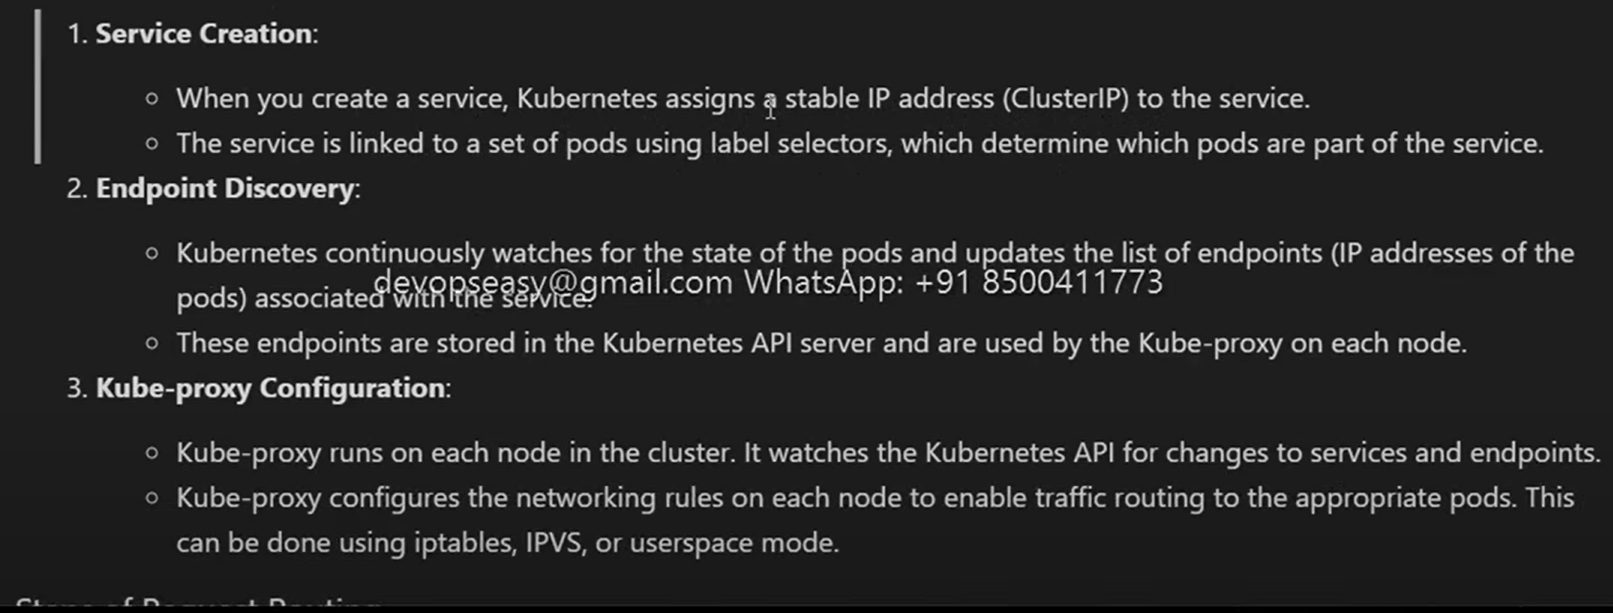 1. Service Creation:
○ When you create a service, Kubernetes assigns a stable IP address (ClusterIP) to the service.
○ The service is linked to a set of pods using label selectors, which determine which pods are part of the service.
2. Endpoint Discovery:
○ Kubernetes continuously watches for the state of the pods and updates the list of endpoints (IP addresses of the
devopseasy@gmail.com WhatsApp: +91 8500411773
pods) associated with the service.
○ These endpoints are stored in the Kubernetes API server and are used by the Kube-proxy on each node.
3. Kube-proxy Configuration:
○ Kube-proxy runs on each node in the cluster. It watches the Kubernetes API for changes to services and endpoints.
○ Kube-proxy configures the networking rules on each node to enable traffic routing to the appropriate pods. This
can be done using iptables, IPVS, or userspace mode.
Steps of Request Routing